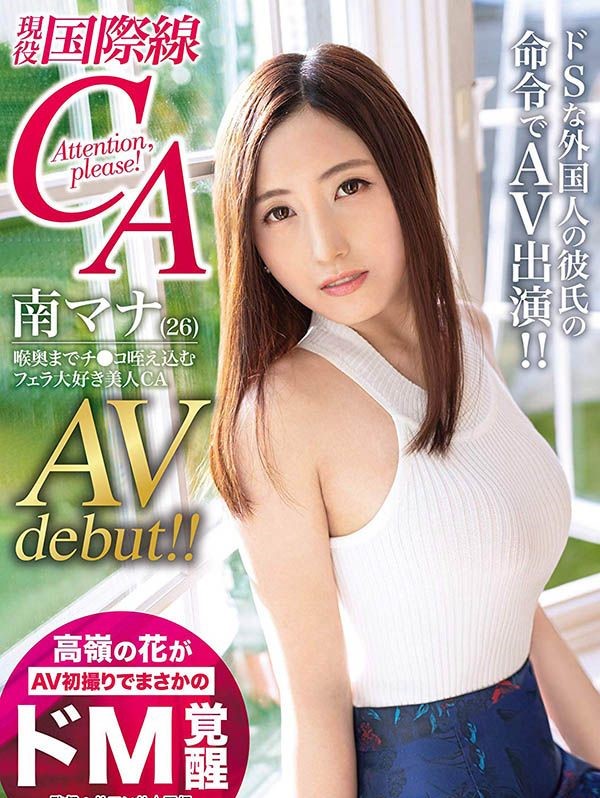 現役国際線
CA
Attention,
please!
南マナ(26)
喉奥までチ●コ咥え込む
フェラ大好き美人CA
AV
debut!!
ドSな外国人の彼氏の
命令でAV出演!!
高嶺の花が
AV初撮りでまさかの
ドM覚醒